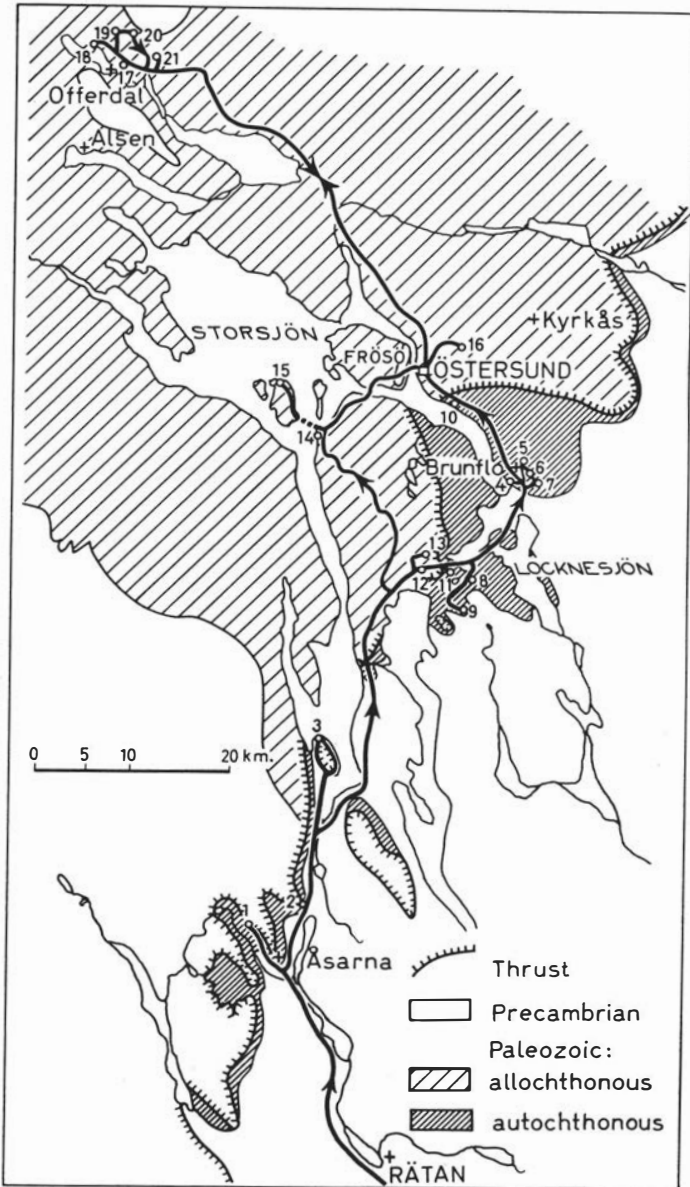 19 20
18 17 21
Offerdal
Alsen
+Kyrkås
STORSJÖN
16
FRÖSÖ
ÖSTERSUND
15
10
14
5
Brunflo 6
4 7
13
LOCKNESJÖN
12 11 8
9
3
0 5 10 20 km.
1 2
Åsarna
Thrust
Precambrian
Paleozoic:
allochthonous
autochthonous
RÄTAN